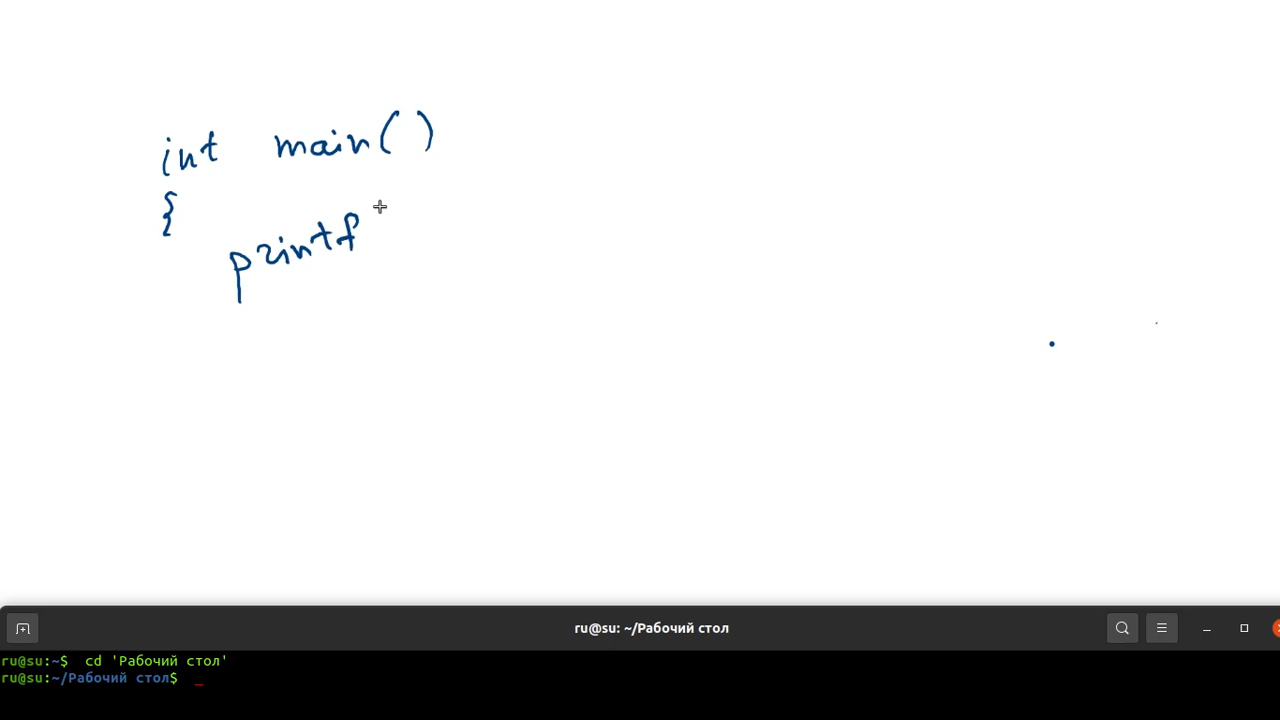 int main()
{
printf
ru@su: ~/Рабочий стол
ru@su:~$ cd 'Рабочий стол'
ru@su:~/Рабочий стол$ _